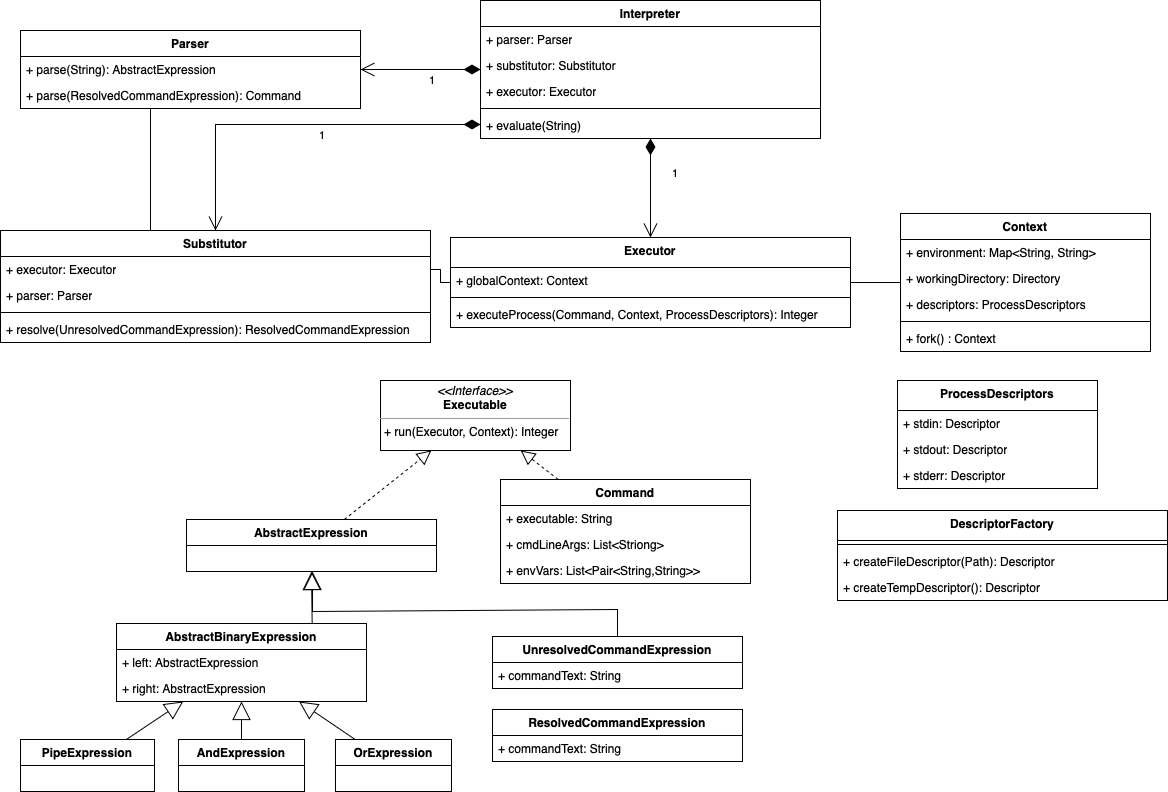 Interpreter
+ parser: Parser
+ substitutor: Substitutor
+ executor: Executor
+ evaluate(String)
Parser
+ parse(String): AbstractExpression
+ parse(ResolvedCommandExpression): Command
1
1
1
Substitutor
+ executor: Executor
+ parser: Parser
+ resolve(UnresolvedCommandExpression): ResolvedCommandExpression
Executor
+ globalContext: Context
+ executeProcess(Command, Context, ProcessDescriptors): Integer
Context
+ environment: Map<String, String>
+ workingDirectory: Directory
+ descriptors: ProcessDescriptors
+ fork() : Context
<<Interface>>
Executable
+ run(Executor, Context): Integer
ProcessDescriptors
+ stdin: Descriptor
+ stdout: Descriptor
+ stderr: Descriptor
Command
+ executable: String
+ cmdLineArgs: List<Striong>
+ envVars: List<Pair<String,String>>
AbstractExpression
DescriptorFactory
+ createFileDescriptor(Path): Descriptor
+ createTempDescriptor(): Descriptor
AbstractBinaryExpression
+ left: AbstractExpression
+ right: AbstractExpression
UnresolvedCommandExpression
+ commandText: String
ResolvedCommandExpression
+ commandText: String
PipeExpression
AndExpression
OrExpression